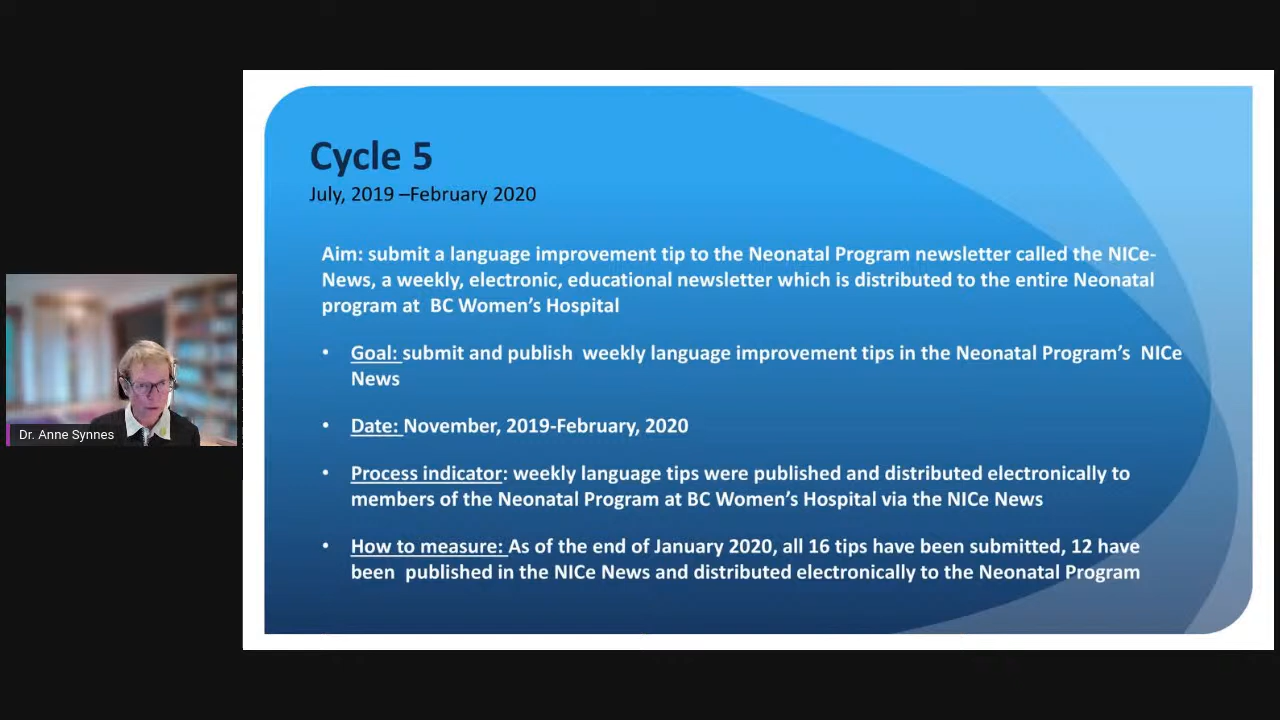 Cycle 5
July, 2019 –February 2020
Aim: submit a language improvement tip to the Neonatal Program newsletter called the NICe-
News, a weekly, electronic, educational newsletter which is distributed to the entire Neonatal
program at  BC Women’s Hospital
• Goal: submit and publish  weekly language improvement tips in the Neonatal Program’s  NICe
News
• Date: November, 2019-February, 2020
• Process indicator: weekly language tips were published and distributed electronically to
members of the Neonatal Program at BC Women’s Hospital via the NICe News
• How to measure: As of the end of January 2020, all 16 tips have been submitted, 12 have
been  published in the NICe News and distributed electronically to the Neonatal Program
Dr. Anne Synnes